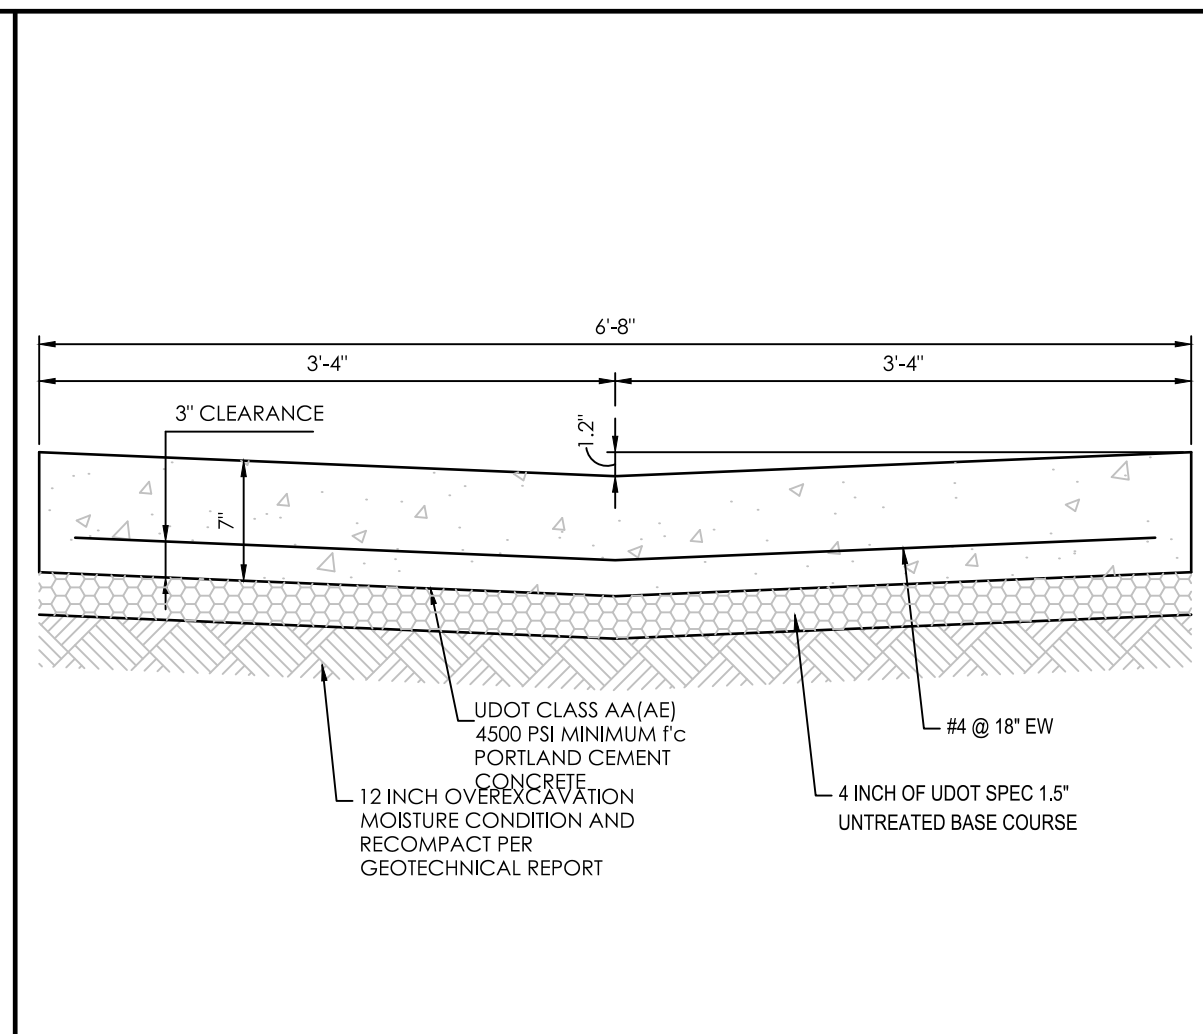 6'-8"
3'-4"
3'-4"
3" CLEARANCE
1.2"
7"
UDOT CLASS AA(AE)
4500 PSI MINIMUM f'c
PORTLAND CEMENT
CONCRETE
#4 @ 18" EW
12 INCH OVEREXCAVATION
MOISTURE CONDITION AND
RECOMPACT PER
GEOTECHNICAL REPORT
4 INCH OF UDOT SPEC 1.5"
UNTREATED BASE COURSE